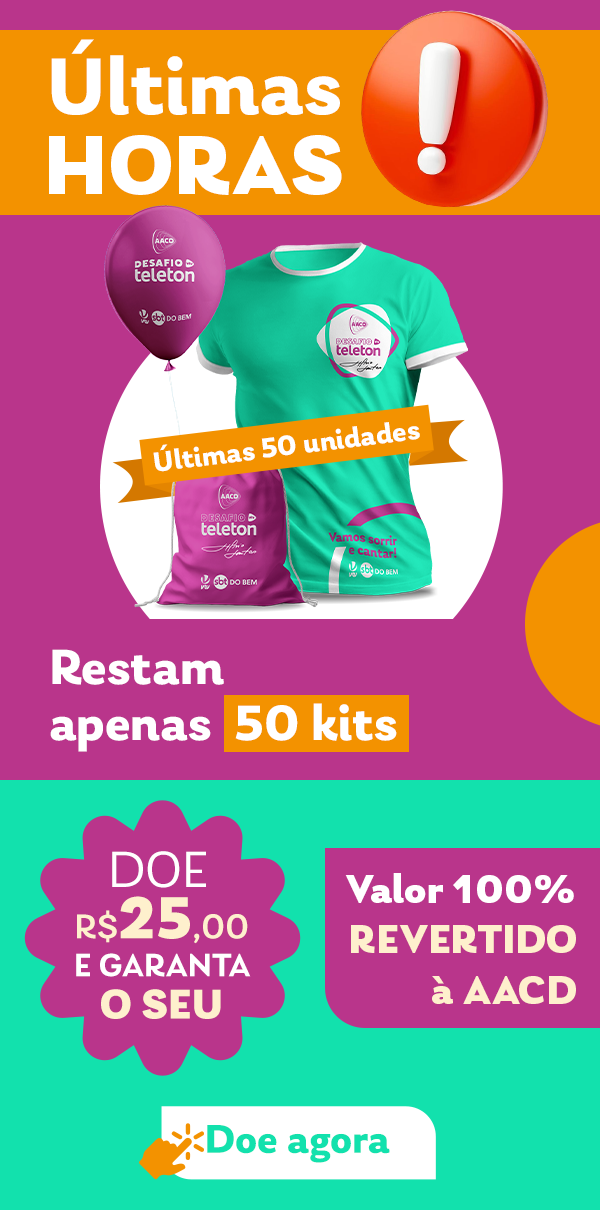 Últimas
HORAS
AACD
DESAFIO
teleton
sbt DO BEM
AACD
DESAFIO
teleton
Últimas 50 unidades
AACD
DESAFIO
teleton
sbt DO BEM
Vamos sorrir
e cantar!
sbt DO BEM
Restam
apenas 50 kits
DOE
R$25,00
E GARANTA
O SEU
Valor 100%
REVERTIDO
à AACD
Doe agora